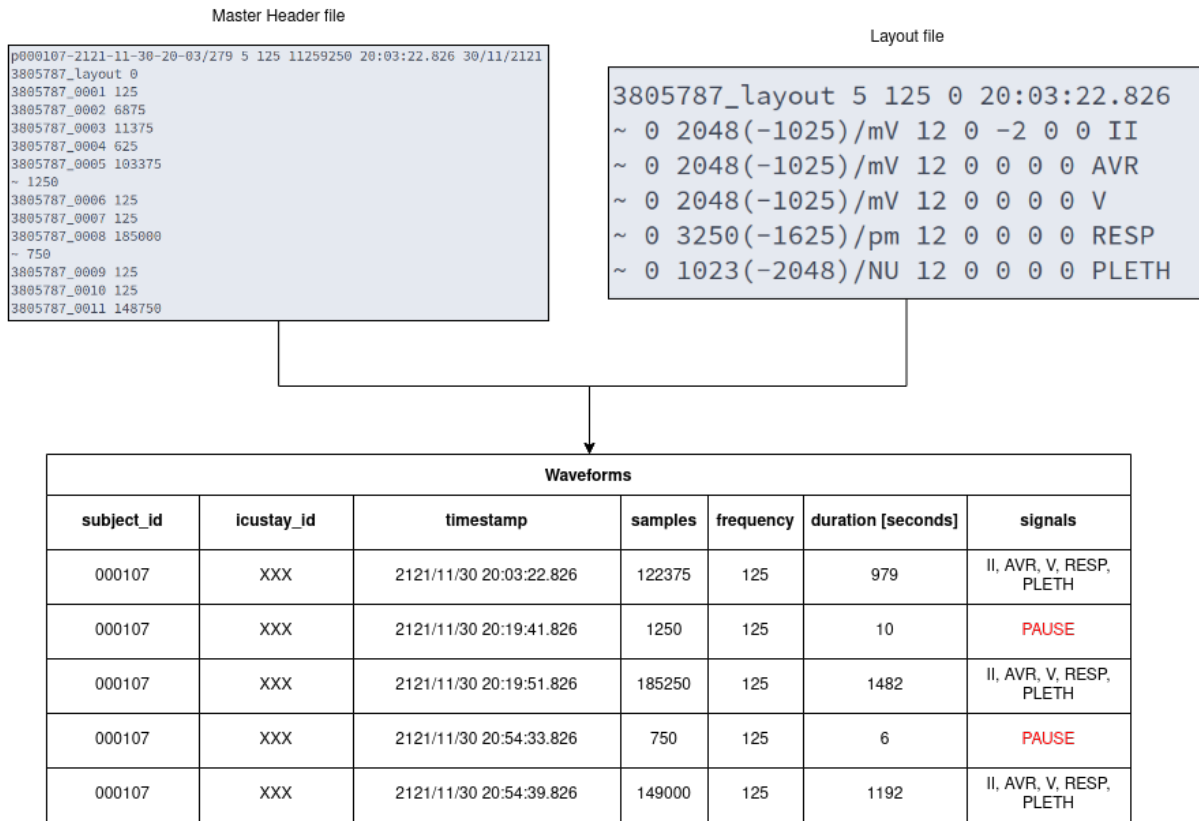 Master Header file
p000107-2121-11-30-20-03/279 5 125 11259250 20:03:22.826 30/11/2121
3805787_layout 0
3805787_0001 125
3805787_0002 6875
3805787_0003 11375
3805787_0004 625
3805787_0005 103375
~ 1250
3805787_0006 125
3805787_0007 125
3805787_0008 185000
~ 750
3805787_0009 125
3805787_0010 125
3805787_0011 148750
Layout file
3805787_layout 5 125 0 20:03:22.826
~ 0 2048(-1025)/mV 12 0 -2 0 0 II
~ 0 2048(-1025)/mV 12 0 0 0 0 AVR
~ 0 2048(-1025)/mV 12 0 0 0 0 V
~ 0 3250(-1625)/pm 12 0 0 0 0 RESP
~ 0 1023(-2048)/NU 12 0 0 0 0 PLETH
Waveforms
subject_id icustay_id timestamp samples frequency duration [seconds] signals
000107 XXX 2121/11/30 20:03:22.826 122375 125 979 II, AVR, V, RESP,
PLETH
000107 XXX 2121/11/30 20:19:41.826 1250 125 10 PAUSE
000107 XXX 2121/11/30 20:19:51.826 185250 125 1482 II, AVR, V, RESP,
PLETH
000107 XXX 2121/11/30 20:54:33.826 750 125 6 PAUSE
000107 XXX 2121/11/30 20:54:39.826 149000 125 1192 II, AVR, V, RESP,
PLETH